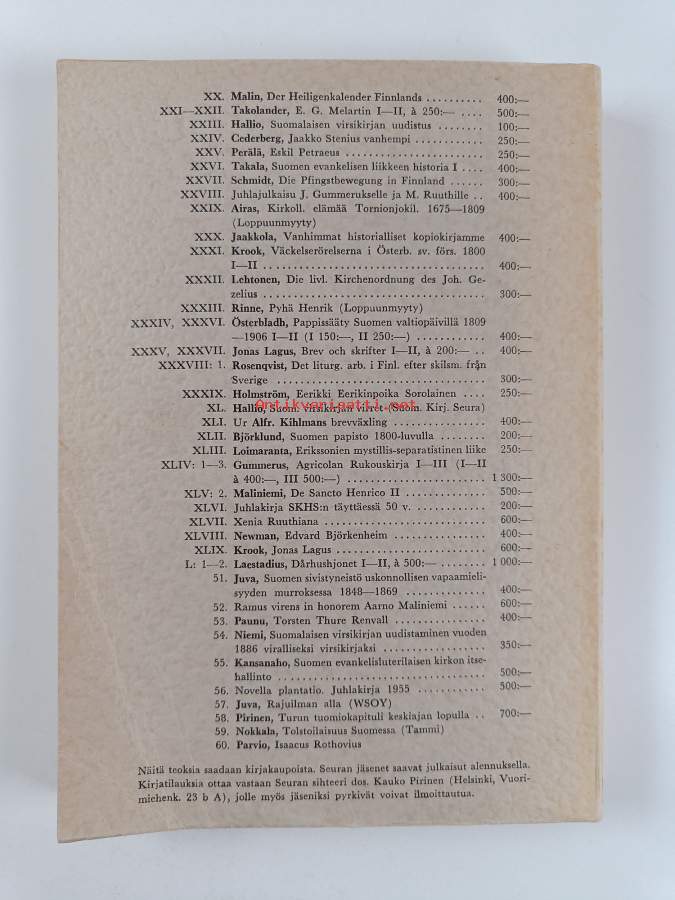 XX. Malin, Der Heiligenkalender Finnlands .......... 400:—
XXI—XXII. Takolander, E. G. Melartin I—II, à 250:— .... 500:—
XXIII. Hallio, Suomalaisen virsikirjan uudistus ........ 100:—
XXIV. Cederberg, Jaakko Stenius vanhempi ............ 250:—
XXV. Perälä, Eskil Petraeus ........................ 250:—
XXVI. Takala, Suomen evankelisen liikkeen historia I .... 400:—
XXVII. Schmidt, Die Pfingstbewegung in Finnland ...... 300:—
XXVIII. Juhlajulkaisu J. Gummerukselle ja M. Ruuthille .. 400:—
XXIX. Airas, Kirkoll. elämää Tornionjokil. 1675—1809
(Loppuunmyyty)
XXX. Jaakkola, Vanhimmat historialliset kopiokirjamme 400:—
XXXI. Krook, Väckelserörelserna i Österb. sv. förs. 1800
I—II ...................................... 400:—
XXXII. Lehtonen, Die livl. Kirchenordnung des Joh. Ge-
zelius ...................................... 300:—
XXXIII. Rinne, Pyhä Henrik (Loppuunmyyty)
XXXIV, XXXVI. Österbladh, Pappissääty Suomen valtiopäivillä 1809
—1906 I—II (I 150:—, II 250:—) ............ 400:—
XXXV, XXXVII. Jonas Lagus, Brev och skrifter I—II, à 200:— .. 400:—
XXXVIII: 1. Rosenqvist, Det liturg. arb. i Finl. efter skilsm. från
Sverige .................................... 300:—
XXXIX. Holmström, Eerikki Eerikinpoika Sorolainen .... 250:—
XL. Hallio, Suom. virsikirjan virret (Suom. Kirj. Seura)
Antikvariaatti.net
XLI. Ur Alfr. Kihlmans brevväxling ................ 400:—
XLII. Björklund, Suomen papisto 1800-luvulla ........ 200:—
XLIII. Loimaranta, Erikssonien mystillis-separatistinen liike 250:—
XLIV: 1—3. Gummerus, Agricolan Rukouskirja I—III (I—II
à 400:—, III 500:—) ........................ 1 300:—
XLV: 2. Maliniemi, De Sancto Henrico II .............. 500:—
XLVI. Juhlakirja SKHS:n täyttäessä 50 v. ............ 200:—
XLVII. Xenia Ruuthiana ............................ 600:—
XLVIII. Newman, Edvard Björkenheim ................ 400:—
XLIX. Krook, Jonas Lagus .......................... 600:—
L: 1—2. Laestadius, Dårhushjonet I—II, à 500:— ........ 1 000:—
51. Juva, Suomen sivistyneistö uskonnollisen vapaamieli-
syyden murroksessa 1848—1869 .............. 400:—
52. Ramus virens in honorem Aarno Maliniemi ...... 600:—
53. Paunu, Torsten Thure Renvall ................ 400:—
54. Niemi, Suomalaisen virsikirjan uudistaminen vuoden
1886 viralliseksi virsikirjaksi .................. 350:—
55. Kansanaho, Suomen evankelisluterilaisen kirkon itse-
hallinto .................................... 500:—
56. Novella plantatio. Juhlakirja 1955 ............ 500:—
57. Juva, Rajuilman alla (WSOY)
58. Pirinen, Turun tuomiokapituli keskiajan lopulla .. 700:—
59. Nokkala, Tolstoilaisuus Suomessa (Tammi)
60. Parvio, Isaacus Rothovius
Näitä teoksia saadaan kirjakaupoista. Seuran jäsenet saavat julkaisut alennuksella.
Kirjatilauksia ottaa vastaan Seuran sihteeri dos. Kauko Pirinen (Helsinki, Vuori-
miehenk. 23 b A), jolle myös jäseniksi pyrkivät voivat ilmoittautua.